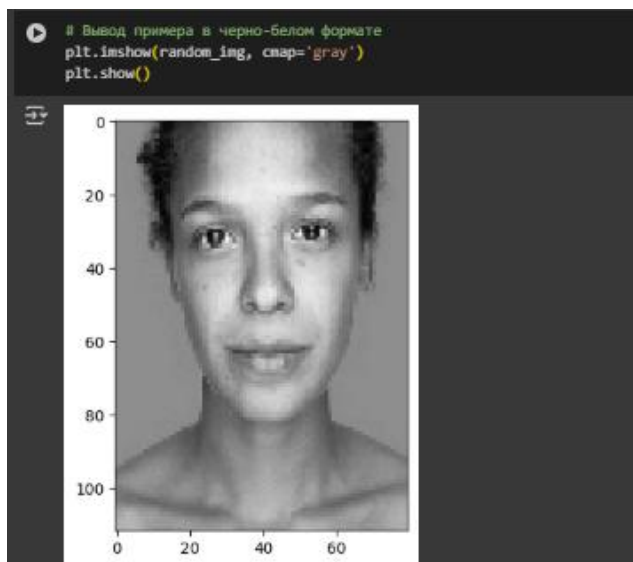 # Вывод примера в черно-белом формате
plt.imshow(random_img, cmap='gray')
plt.show()
0
20
40
60
80
100
0 20 40 60